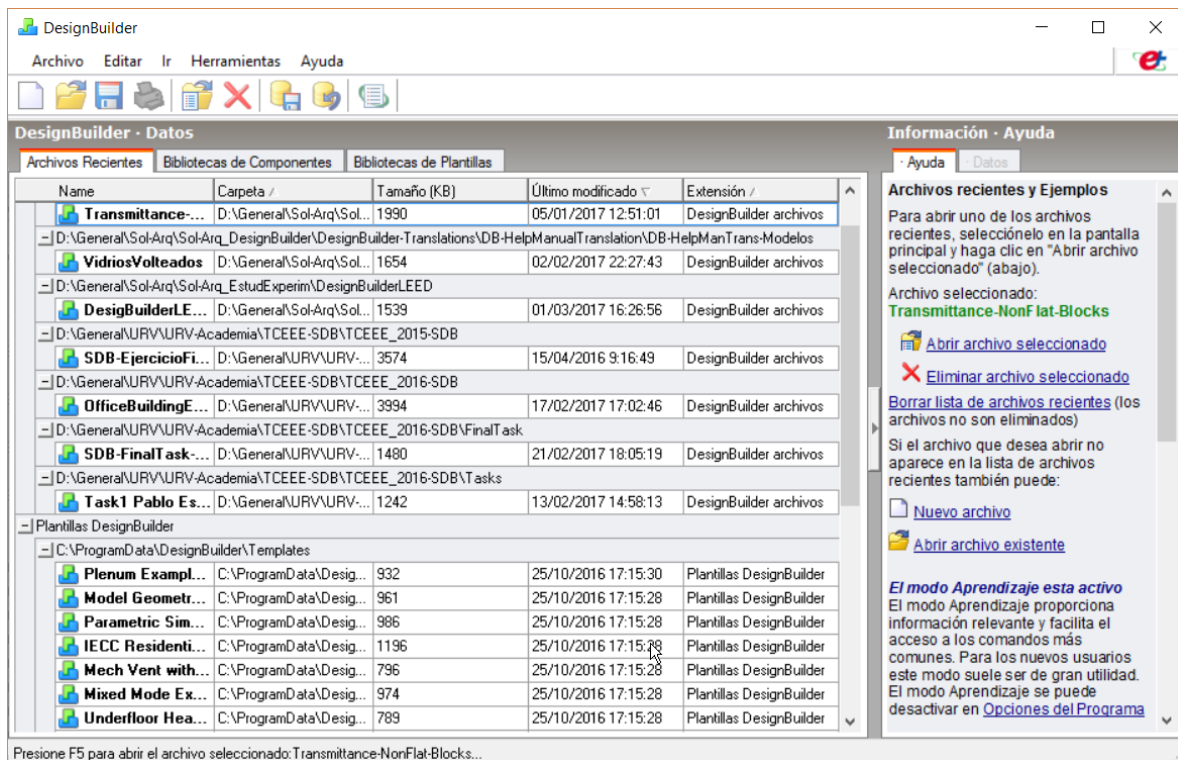 DesignBuilder
Archivo Editar Ir Herramientas Ayuda
DesignBuilder · Datos
Archivos Recientes Bibliotecas de Componentes Bibliotecas de Plantillas
Name Carpeta Tamaño (KB) Último modificado Extensión
Transmittance-... D:\General\Sol-Arq\Sol... 1990 05/01/2017 12:51:01 DesignBuilder archivos
D:\General\Sol-Arq\Sol-Arq_DesignBuilder\DesignBuilder-Translations\DB-HelpManualTranslation\DB-HelpManTrans-Modelos
VidriosVolteados D:\General\Sol-Arq\Sol... 1654 02/02/2017 22:27:43 DesignBuilder archivos
D:\General\Sol-Arq\Sol-Arq_EstudExperim\DesignBuilderLEED
DesigBuilderLE... D:\General\Sol-Arq\Sol... 1539 01/03/2017 16:26:56 DesignBuilder archivos
D:\General\URV\URV-Academia\TCEEE-SDB\TCEEE_2015-SDB
SDB-EjercicioFi... D:\General\URV\URV-... 3574 15/04/2016 9:16:49 DesignBuilder archivos
D:\General\URV\URV-Academia\TCEEE-SDB\TCEEE_2016-SDB
OfficeBuildingE... D:\General\URV\URV-... 3994 17/02/2017 17:02:46 DesignBuilder archivos
D:\General\URV\URV-Academia\TCEEE-SDB\TCEEE_2016-SDB\FinalTask
SDB-FinalTask-... D:\General\URV\URV-... 1480 21/02/2017 18:05:19 DesignBuilder archivos
D:\General\URV\URV-Academia\TCEEE-SDB\TCEEE_2016-SDB\Tasks
Task1 Pablo Es... D:\General\URV\URV-... 1242 13/02/2017 14:58:13 DesignBuilder archivos
Plantillas DesignBuilder
C:\ProgramData\DesignBuilder\Templates
Plenum Exampl... C:\ProgramData\Desig... 932 25/10/2016 17:15:30 Plantillas DesignBuilder
Model Geometr... C:\ProgramData\Desig... 961 25/10/2016 17:15:28 Plantillas DesignBuilder
Parametric Sim... C:\ProgramData\Desig... 986 25/10/2016 17:15:28 Plantillas DesignBuilder
IECC Residenti... C:\ProgramData\Desig... 1196 25/10/2016 17:15:28 Plantillas DesignBuilder
Mech Vent with... C:\ProgramData\Desig... 796 25/10/2016 17:15:28 Plantillas DesignBuilder
Mixed Mode Ex... C:\ProgramData\Desig... 974 25/10/2016 17:15:28 Plantillas DesignBuilder
Underfloor Hea... C:\ProgramData\Desig... 789 25/10/2016 17:15:28 Plantillas DesignBuilder
Información · Ayuda
· Ayuda · Datos
Archivos recientes y Ejemplos
Para abrir uno de los archivos
recientes, selecciónelo en la pantalla
principal y haga clic en "Abrir archivo
seleccionado" (abajo).
Archivo seleccionado:
Transmittance-NonFlat-Blocks
Abrir archivo seleccionado
Eliminar archivo seleccionado
Borrar lista de archivos recientes (los
archivos no son eliminados)
Si el archivo que desea abrir no
aparece en la lista de archivos
recientes también puede:
Nuevo archivo
Abrir archivo existente
El modo Aprendizaje esta activo
El modo Aprendizaje proporciona
información relevante y facilita el
acceso a los comandos más
comunes. Para los nuevos usuarios
este modo suele ser de gran utilidad.
El modo Aprendizaje se puede
desactivar en Opciones del Programa
Presione F5 para abrir el archivo seleccionado:Transmittance-NonFlat-Blocks...